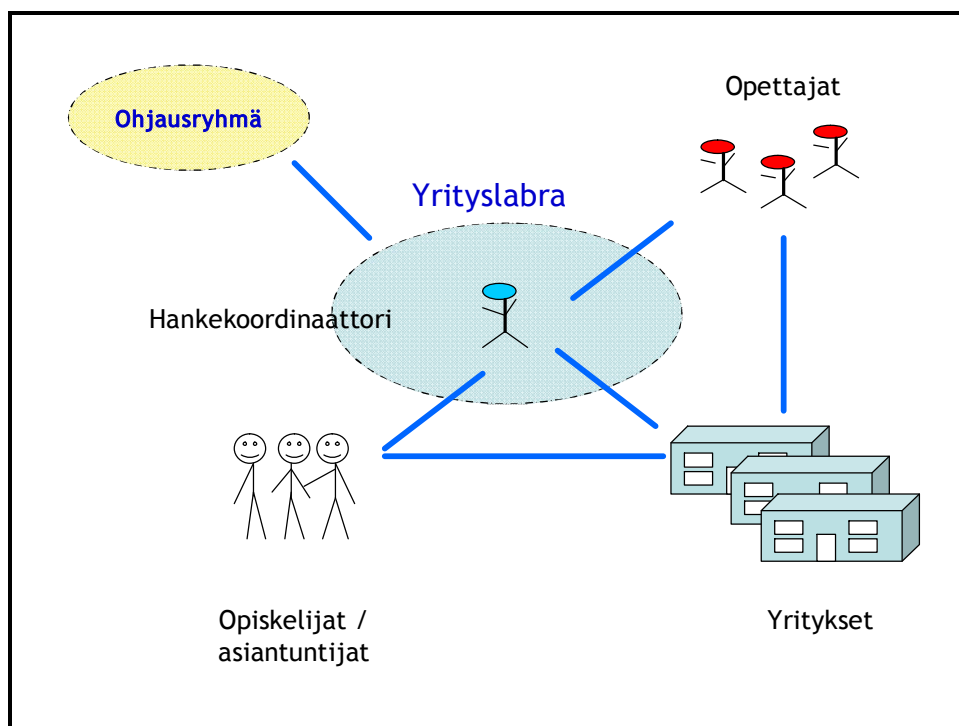 Opettajat
Ohjausryhmä
Yrityslabra
Hankekoordinaattori
Opiskelijat /
asiantuntijat
Yritykset